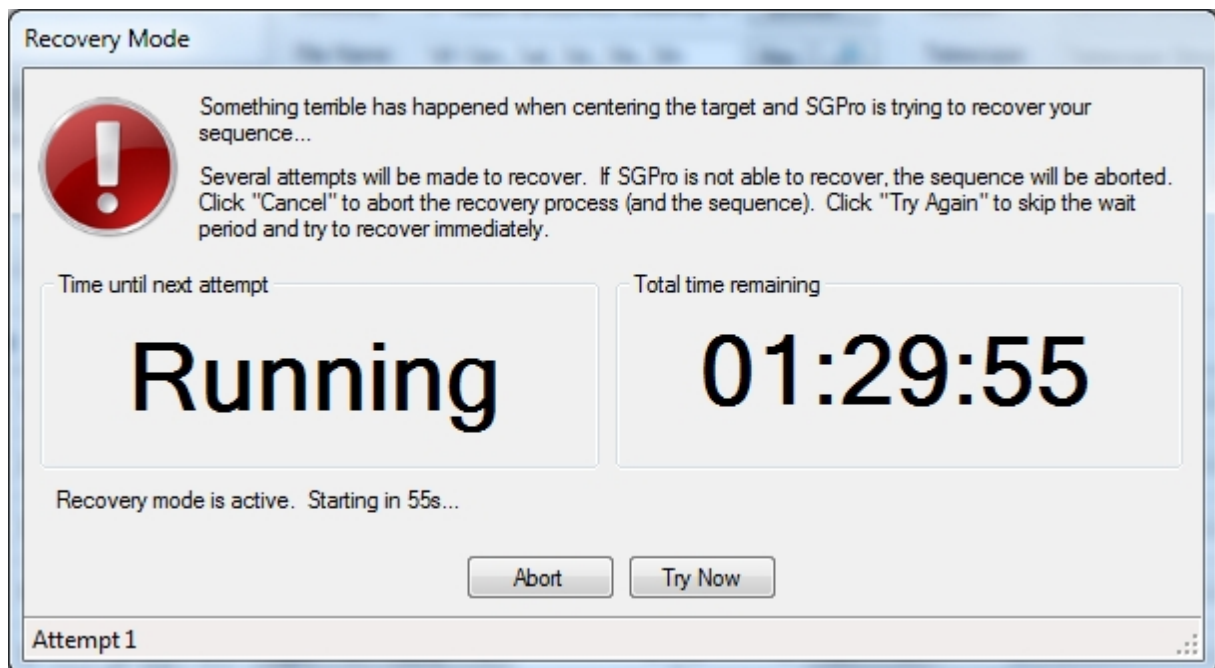 Recovery Mode
Something terrible has happened when centering the target and SGPro is trying to recover your
sequence...
Several attempts will be made to recover.  If SGPro is not able to recover, the sequence will be aborted.
Click "Cancel" to abort the recovery process (and the sequence).  Click "Try Again" to skip the wait
period and try to recover immediately.
Time until next attempt
Running
Total time remaining
01:29:55
Recovery mode is active.  Starting in 55s...
Abort
Try Now
Attempt 1